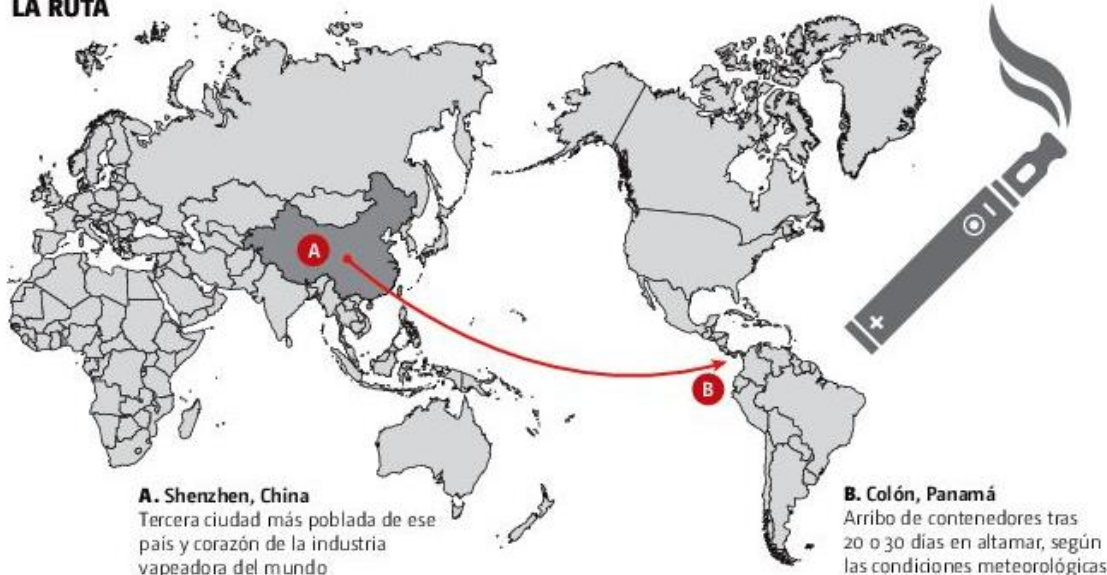 LA RUTA
A
B
A. Shenzhen, China
Tercera ciudad más poblada de ese
país y corazón de la industria
vapeadora del mundo
B. Colón, Panamá
Arribo de contenedores tras
20 o 30 días en altamar, según
las condiciones meteorológicas